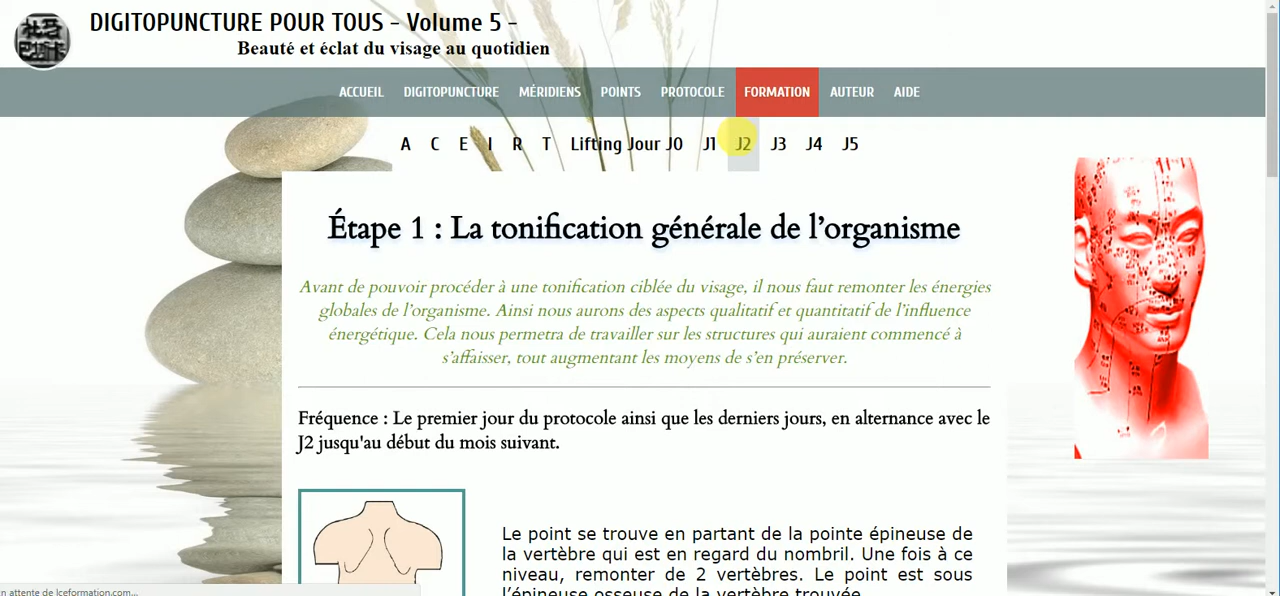 DIGITOPUNCTURE POUR TOUS - Volume 5 -
Beauté et éclat du visage au quotidien
ACCUEIL DIGITOPUNCTURE MÉRIDIENS POINTS PROTOCOLE FORMATION AUTEUR AIDE
A C E I R T Lifting Jour J0 J1 J2 J3 J4 J5
Étape 1 : La tonification générale de l'organisme
Avant de pouvoir procéder à une tonification ciblée du visage, il nous faut remonter les énergies
globales de l'organisme. Ainsi nous aurons des aspects qualitatif et quantitatif de l'influence
énergétique. Cela nous permetra de travailler sur les structures qui auraient commencé à
s'affaisser, tout augmentant les moyens de s'en préserver.
Fréquence : Le premier jour du protocole ainsi que les derniers jours, en alternance avec le
J2 jusqu'au début du mois suivant.
Le point se trouve en partant de la pointe épineuse de
la vertèbre qui est en regard du nombril. Une fois à ce
niveau, remonter de 2 vertèbres. Le point est sous
l'épineuse osseuse de la vertèbre trouvée
n attente de lceformation.com...